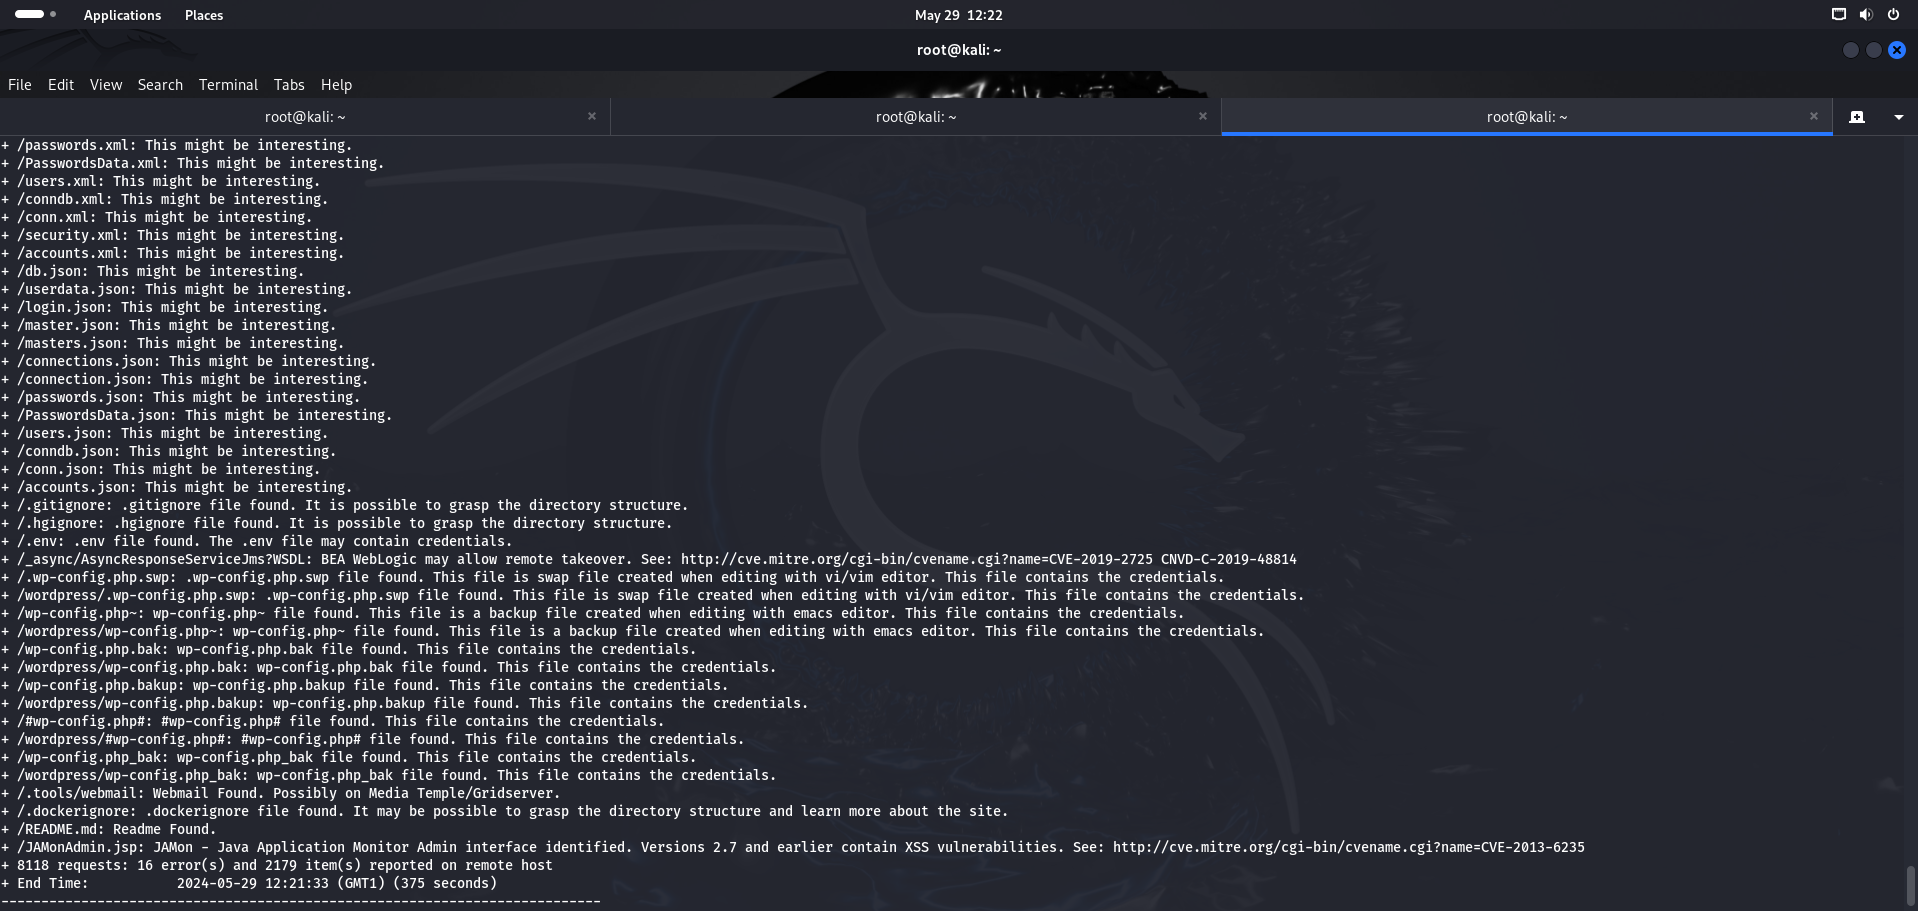 Applications Places May 29 12:22
root@kali: ~
File Edit View Search Terminal Tabs Help
root@kali: ~ × root@kali: ~ × root@kali: ~ ×
+ /passwords.xml: This might be interesting.
+ /PasswordsData.xml: This might be interesting.
+ /users.xml: This might be interesting.
+ /conndb.xml: This might be interesting.
+ /conn.xml: This might be interesting.
+ /security.xml: This might be interesting.
+ /accounts.xml: This might be interesting.
+ /db.json: This might be interesting.
+ /userdata.json: This might be interesting.
+ /login.json: This might be interesting.
+ /master.json: This might be interesting.
+ /masters.json: This might be interesting.
+ /connections.json: This might be interesting.
+ /connection.json: This might be interesting.
+ /passwords.json: This might be interesting.
+ /PasswordsData.json: This might be interesting.
+ /users.json: This might be interesting.
+ /conndb.json: This might be interesting.
+ /conn.json: This might be interesting.
+ /accounts.json: This might be interesting.
+ /.gitignore: .gitignore file found. It is possible to grasp the directory structure.
+ /.hgignore: .hgignore file found. It is possible to grasp the directory structure.
+ /.env: .env file found. The .env file may contain credentials.
+ /_async/AsyncResponseServiceJms?WSDL: BEA WebLogic may allow remote takeover. See: http://cve.mitre.org/cgi-bin/cvename.cgi?name=CVE-2019-2725 CNVD-C-2019-48814
+ /.wp-config.php.swp: .wp-config.php.swp file found. This file is swap file created when editing with vi/vim editor. This file contains the credentials.
+ /wordpress/.wp-config.php.swp: .wp-config.php.swp file found. This file is swap file created when editing with vi/vim editor. This file contains the credentials.
+ /wp-config.php~: wp-config.php~ file found. This file is a backup file created when editing with emacs editor. This file contains the credentials.
+ /wordpress/wp-config.php~: wp-config.php~ file found. This file is a backup file created when editing with emacs editor. This file contains the credentials.
+ /wp-config.php.bak: wp-config.php.bak file found. This file contains the credentials.
+ /wordpress/wp-config.php.bak: wp-config.php.bak file found. This file contains the credentials.
+ /wp-config.php.bakup: wp-config.php.bakup file found. This file contains the credentials.
+ /wordpress/wp-config.php.bakup: wp-config.php.bakup file found. This file contains the credentials.
+ /#wp-config.php#: #wp-config.php# file found. This file contains the credentials.
+ /wordpress/#wp-config.php#: #wp-config.php# file found. This file contains the credentials.
+ /wp-config.php_bak: wp-config.php_bak file found. This file contains the credentials.
+ /wordpress/wp-config.php_bak: wp-config.php_bak file found. This file contains the credentials.
+ /.tools/webmail: Webmail Found. Possibly on Media Temple/Gridserver.
+ /.dockerignore: .dockerignore file found. It may be possible to grasp the directory structure and learn more about the site.
+ /README.md: Readme Found.
+ /JAMonAdmin.jsp: JAMon - Java Application Monitor Admin interface identified. Versions 2.7 and earlier contain XSS vulnerabilities. See: http://cve.mitre.org/cgi-bin/cvename.cgi?name=CVE-2013-6235
+ 8118 requests: 16 error(s) and 2179 item(s) reported on remote host
+ End Time:           2024-05-29 12:21:33 (GMT1) (375 seconds)
---------------------------------------------------------------------------